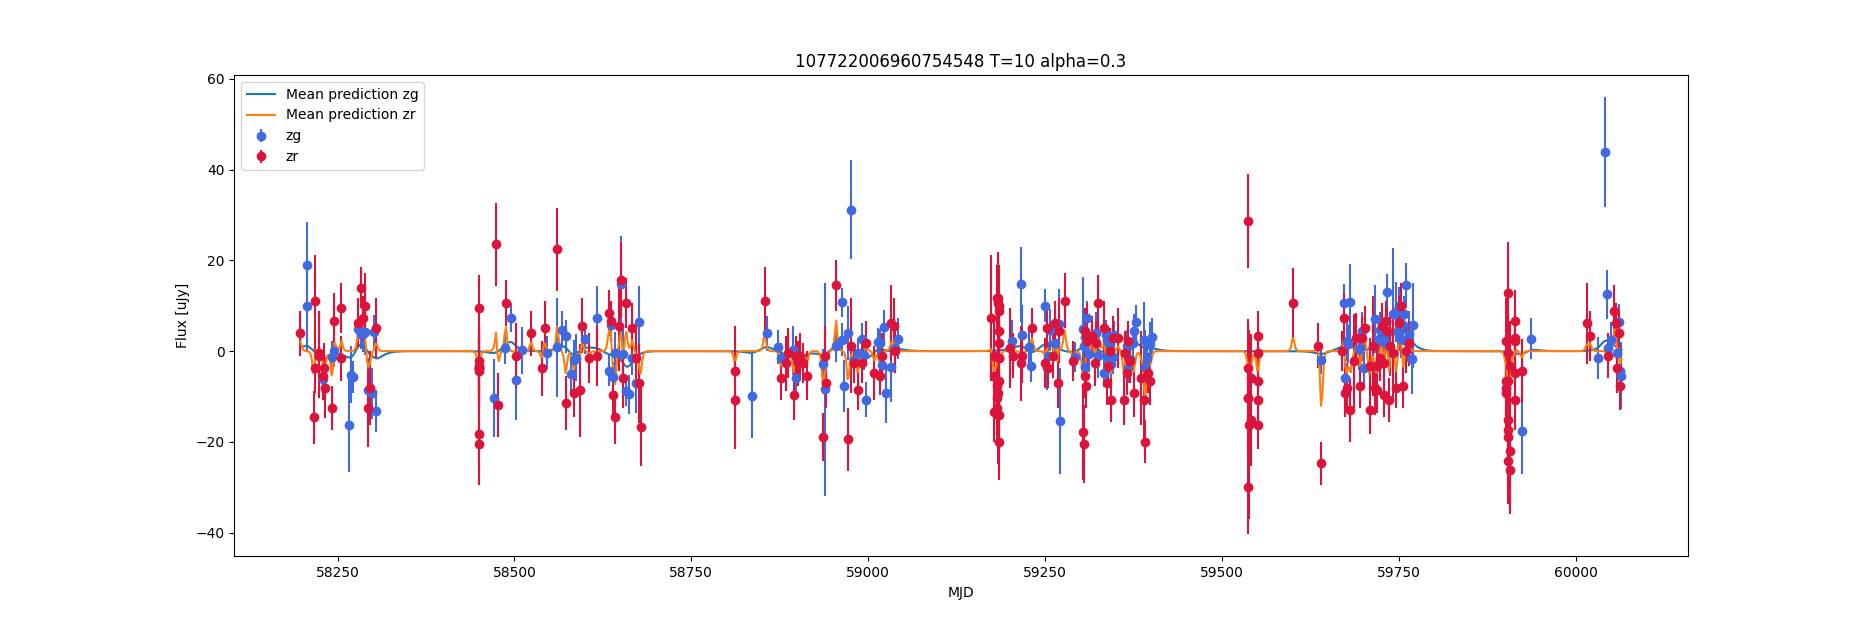 107722006960754548 T=10 alpha=0.3
Mean prediction zg
Mean prediction zr
zg
zr
Flux [uJy]
60
40
20
0
−20
−40
58250 58500 58750 59000 59250 59500 59750 60000
MJD